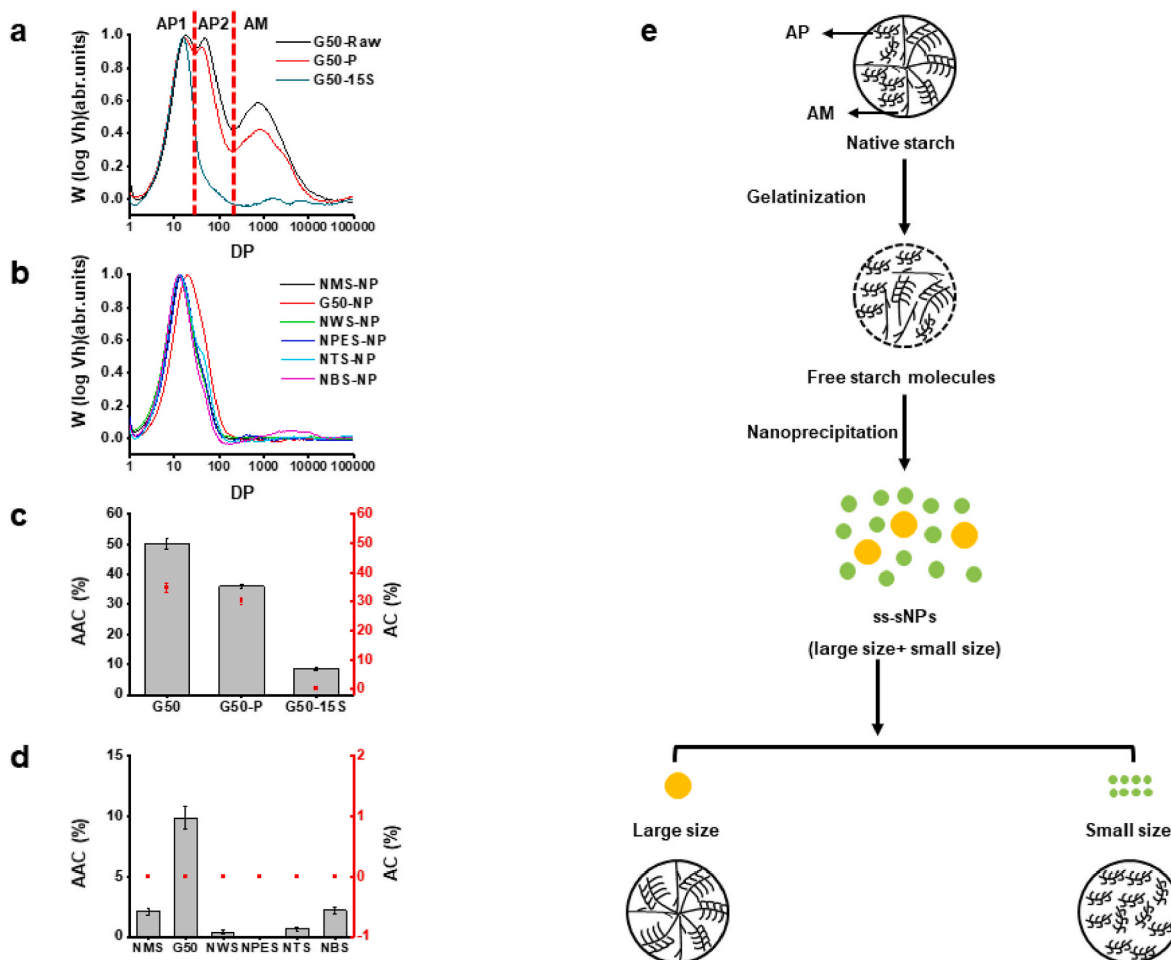 a
AP1 AP2 AM
G50-Raw
G50-P
G50-15S
W (log Vh)(abr.units)
1.0
0.8
0.6
0.4
0.2
0.0
1 10 100 1000 10000 100000
DP
b
NMS-NP
G50-NP
NWS-NP
NPES-NP
NTS-NP
NBS-NP
W (log Vh)(abr.units)
1.0
0.8
0.6
0.4
0.2
0.0
1 10 100 1000 10000 100000
DP
c
AAC (%)
60
50
40
30
20
10
0
G50 G50-P G50-15S
60
50
40
30
20
10
0
AC (%)
d
AAC (%)
15
10
5
0
NMS G50 NWS NPES NTS NBS
2
1
0
-1
AC (%)
e
AP
AM
Native starch
Gelatinization
Free starch molecules
Nanoprecipitation
ss-sNPs
(large size+ small size)
Large size
Small size